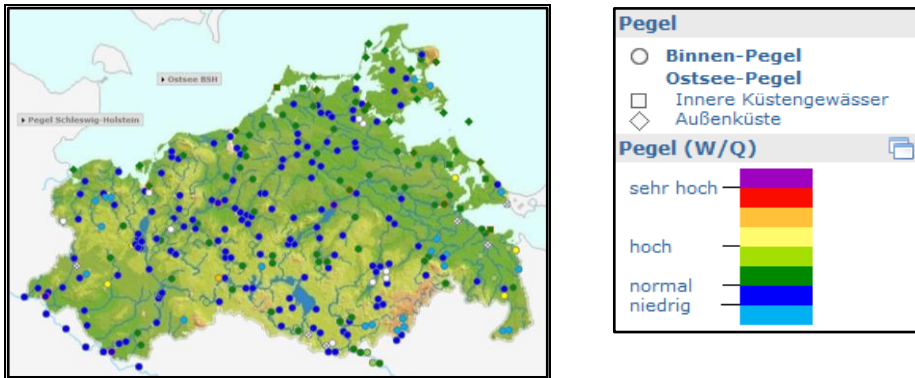 ▸ Ostsee BSH
▸ Pegel Schleswig-Holstein
Pegel
Binnen-Pegel
Ostsee-Pegel
Innere Küstengewässer
Außenküste
Pegel (W/Q)
sehr hoch
hoch
normal
niedrig